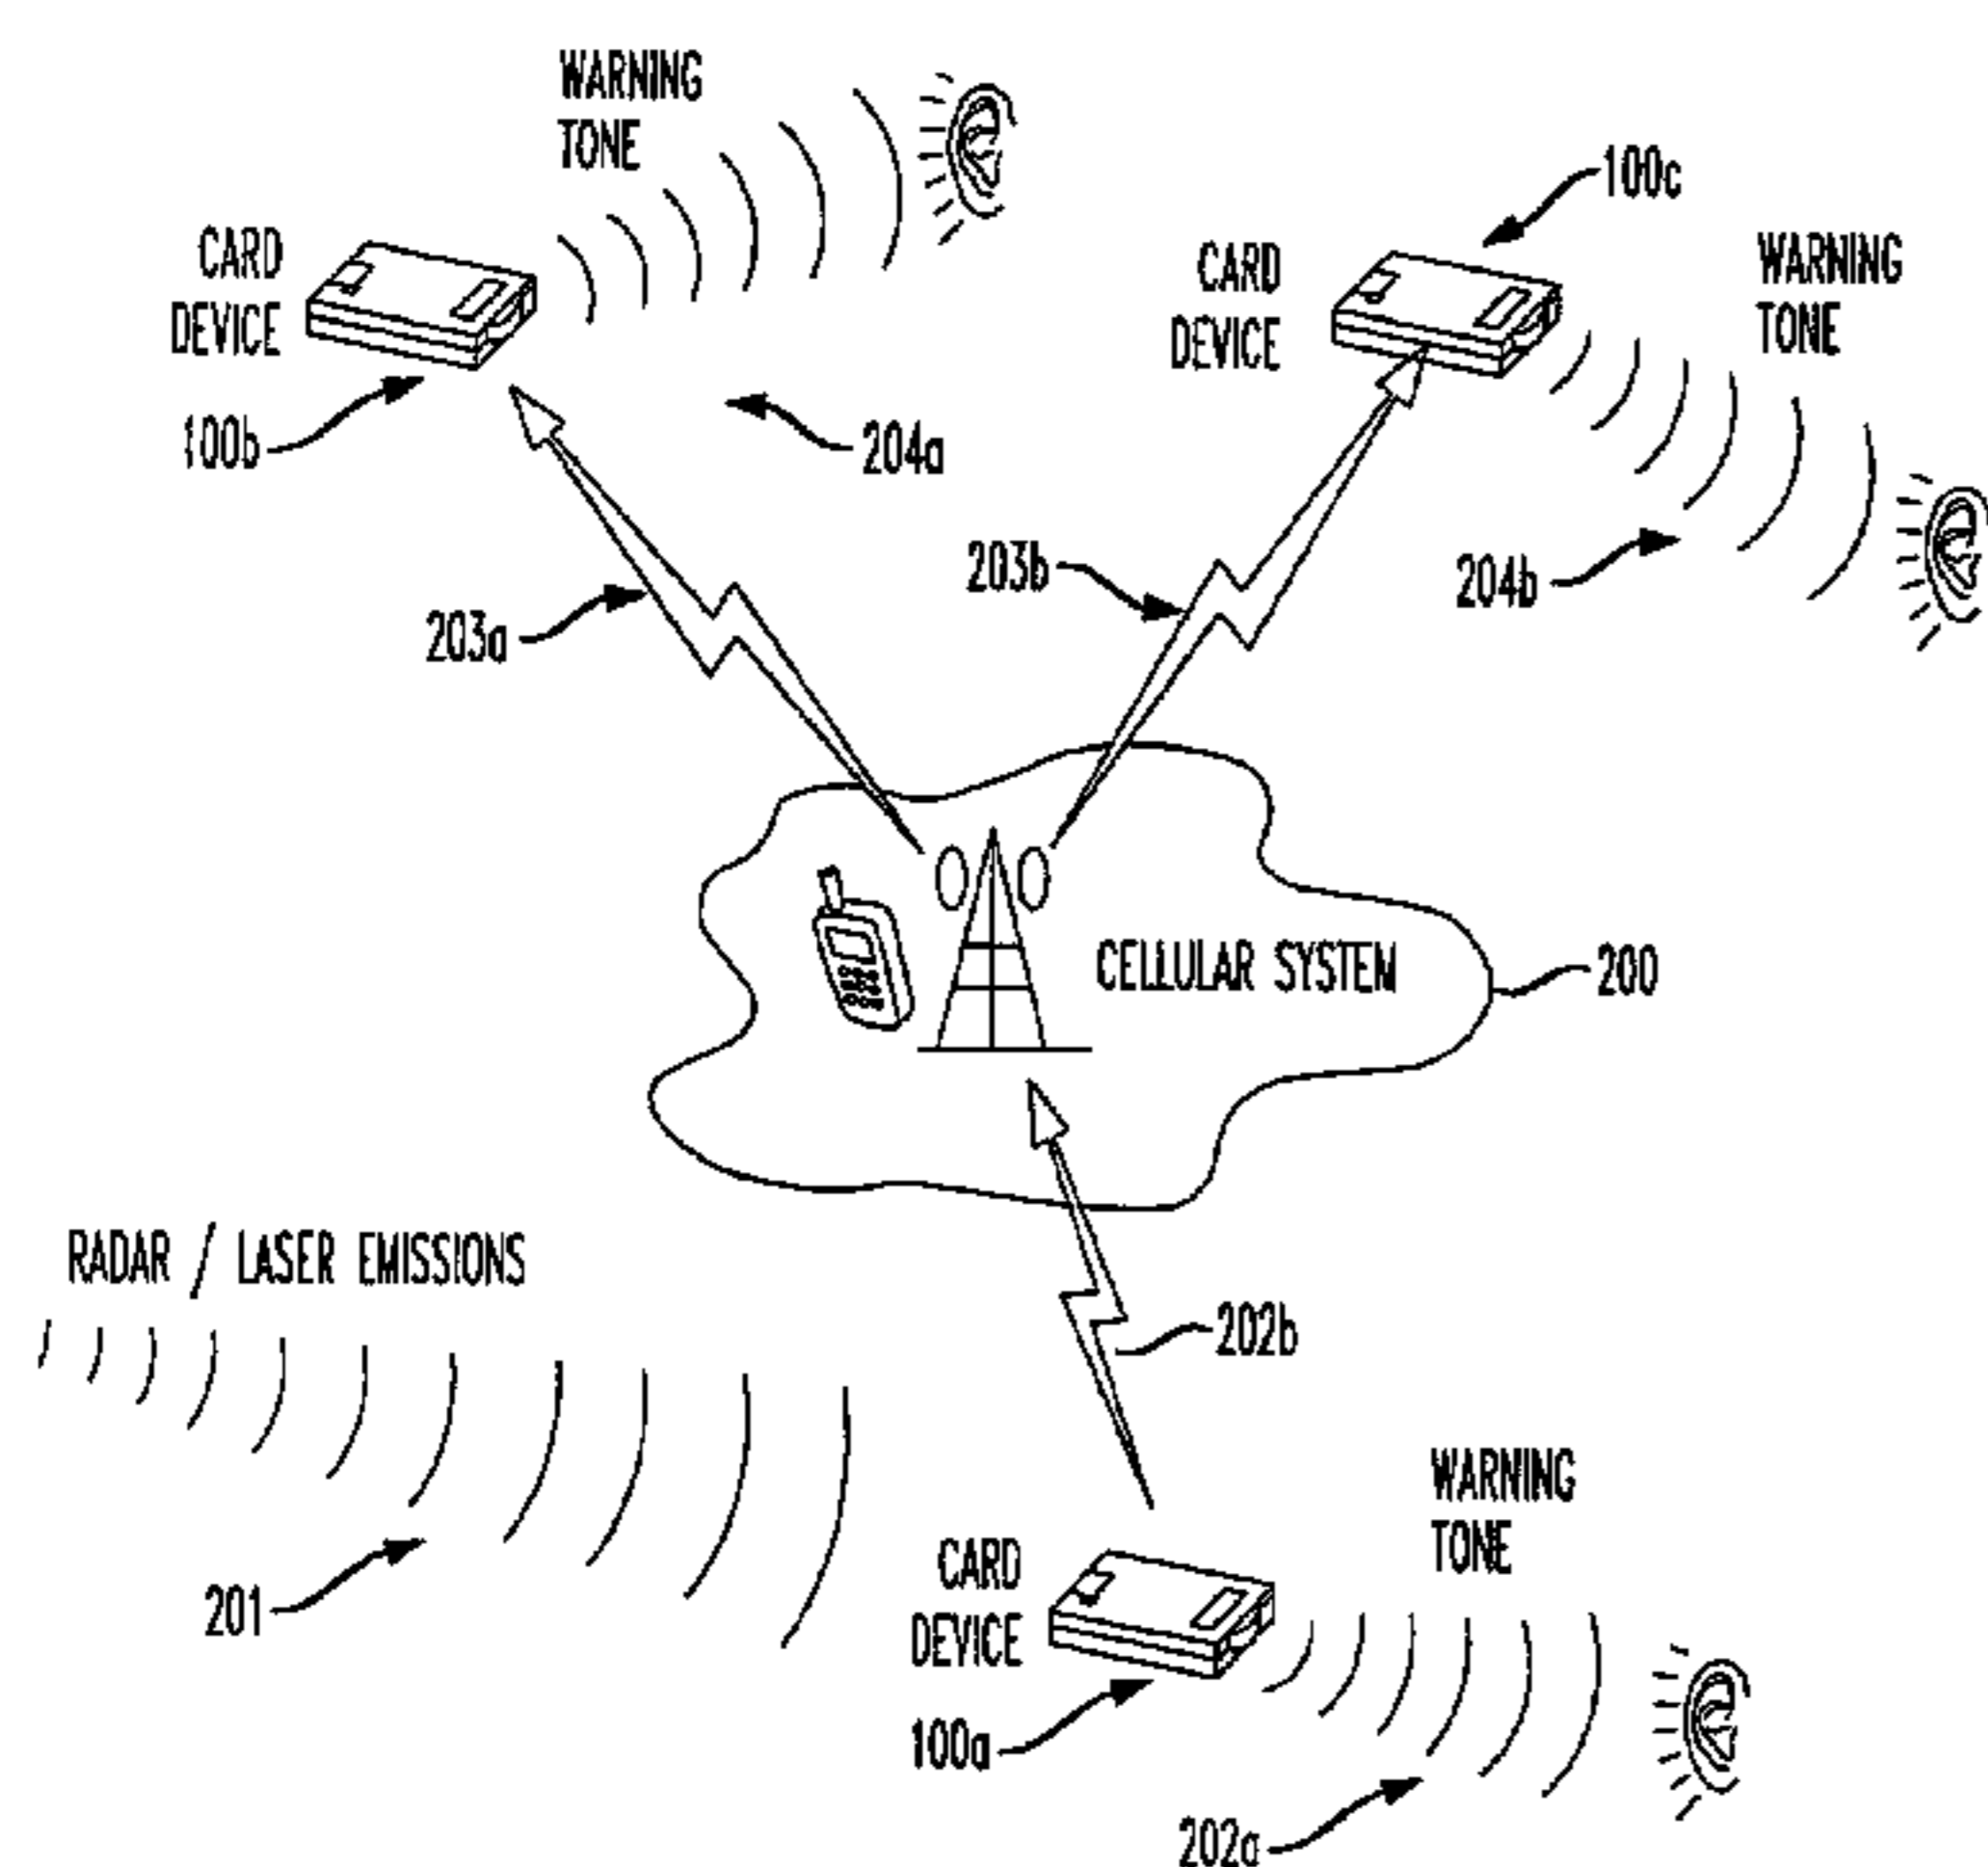 WARNING
TONE
100c
CARD
DEVICE
CARD
DEVICE
WARNING
TONE
100b
204a
203b
204b
203a
CELLULAR SYSTEM
200
RADAR / LASER EMISSIONS
202b
WARNING
TONE
201
CARD
DEVICE
100a
202a